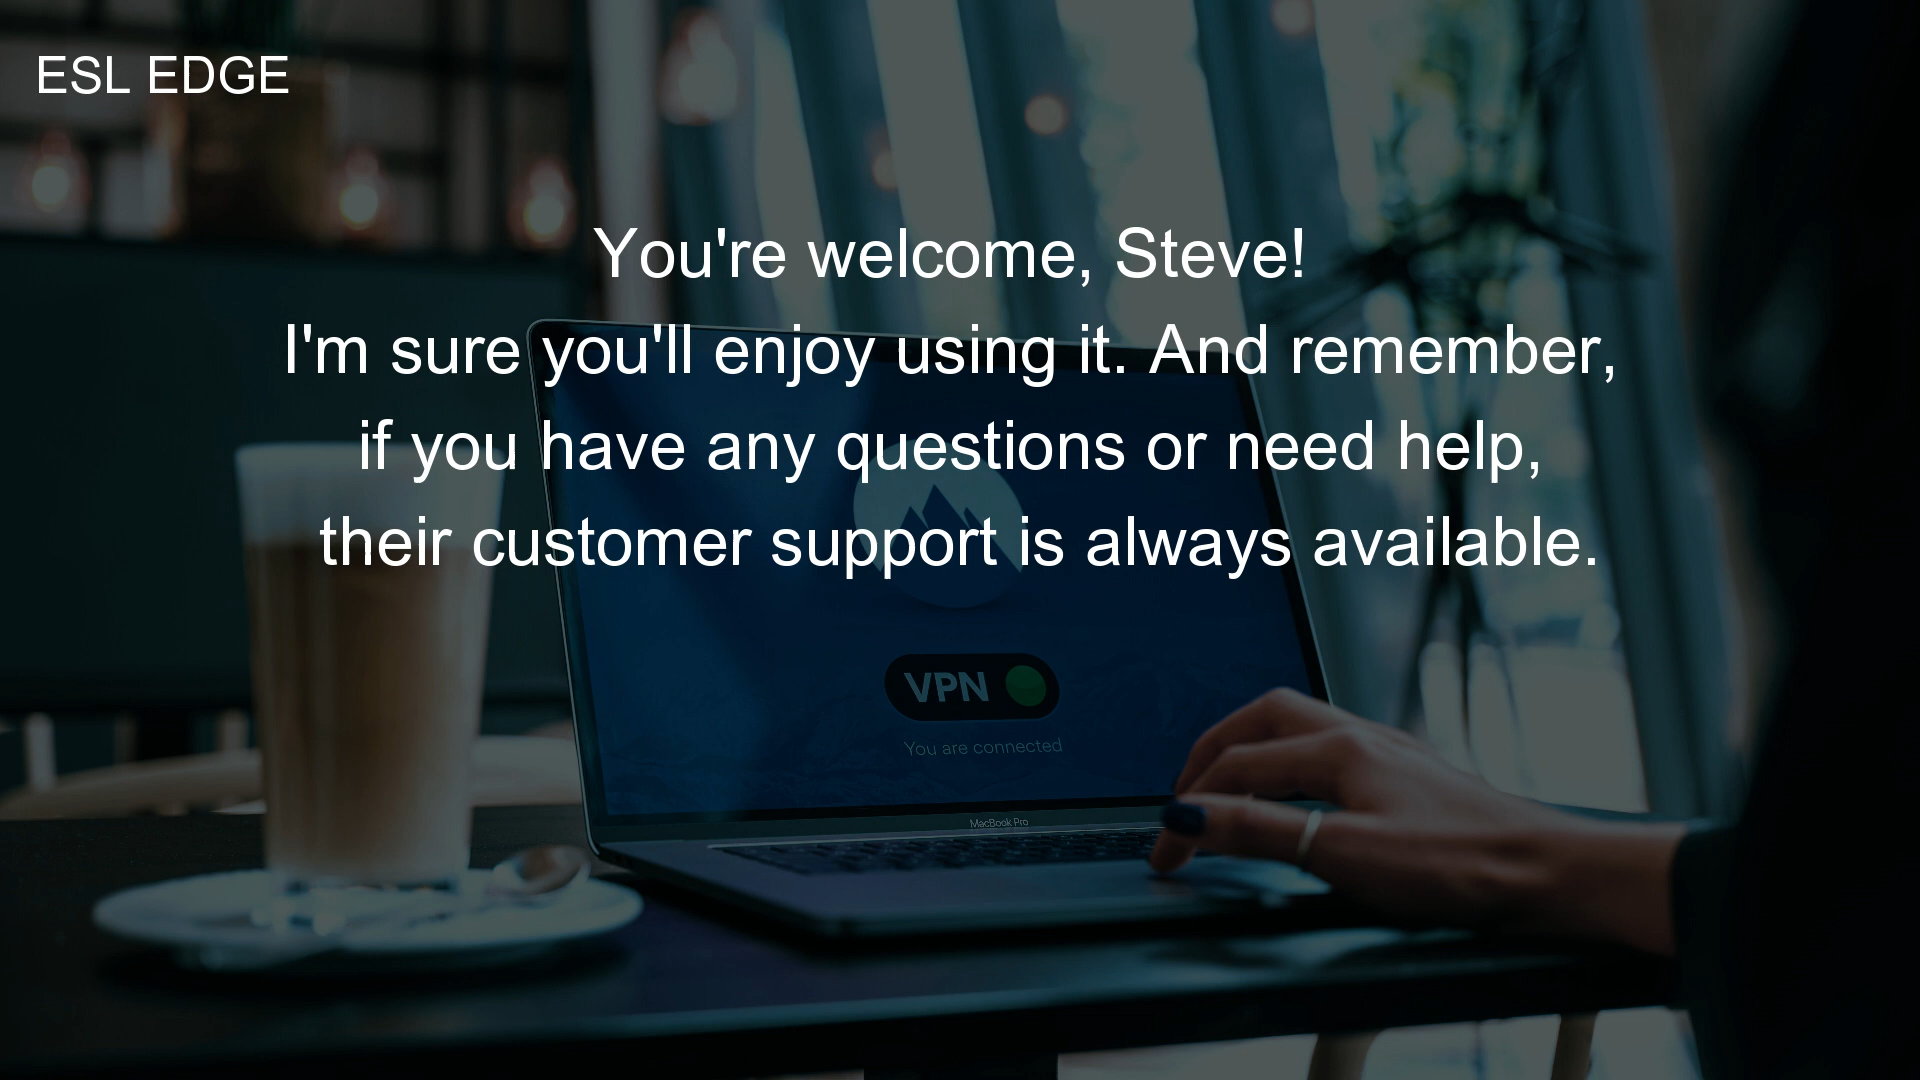 ESL EDGE
You're welcome, Steve!
I'm sure you'll enjoy using it. And remember,
if you have any questions or need help,
their customer support is always available.
VPN
You are connected
MacBook Pro